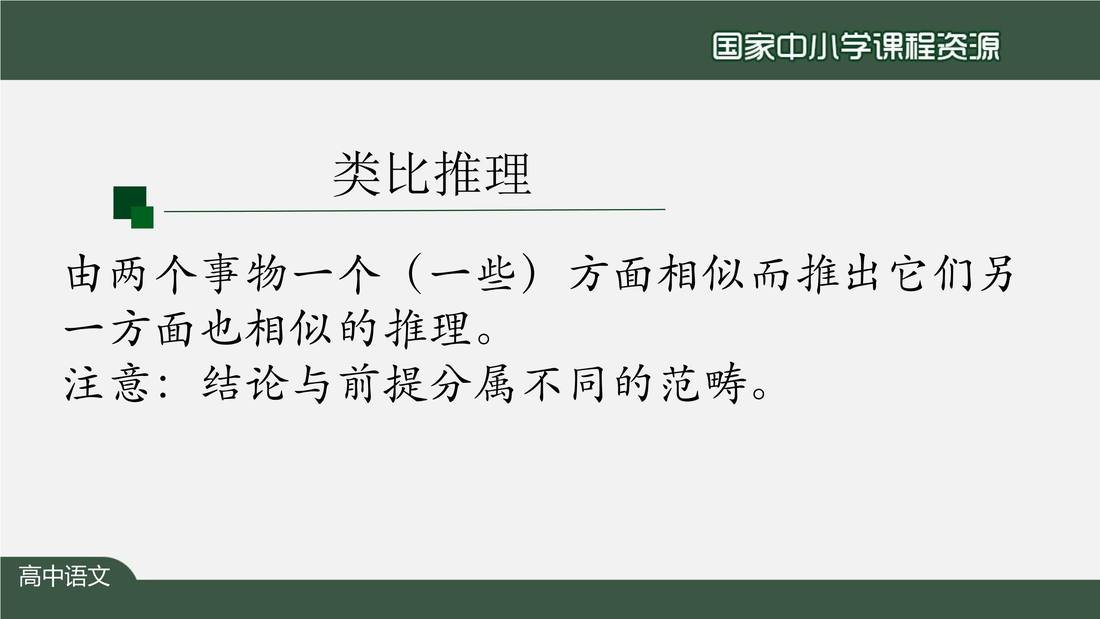 国家中小学课程资源
类比推理
由两个事物一个（一些）方面相似而推出它们另
一方面也相似的推理。
注意：结论与前提分属不同的范畴。
高中语文